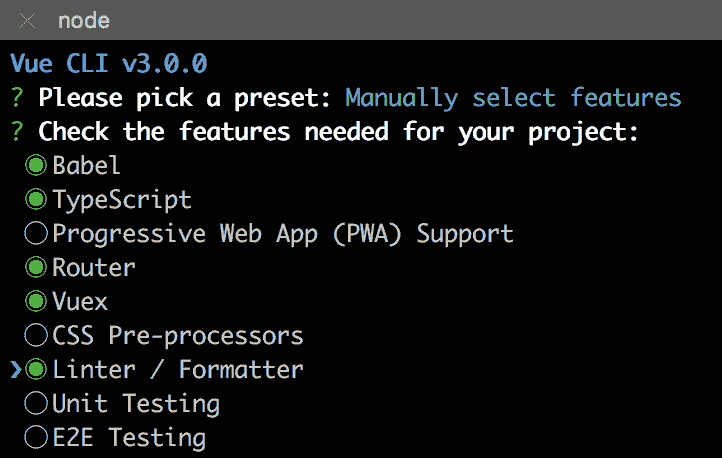 node
Vue CLI v3.0.0
? Please pick a preset: Manually select features
? Check the features needed for your project:
◉ Babel
◉ TypeScript
◯ Progressive Web App (PWA) Support
◉ Router
◉ Vuex
◯ CSS Pre-processors
❯◉ Linter / Formatter
◯ Unit Testing
◯ E2E Testing